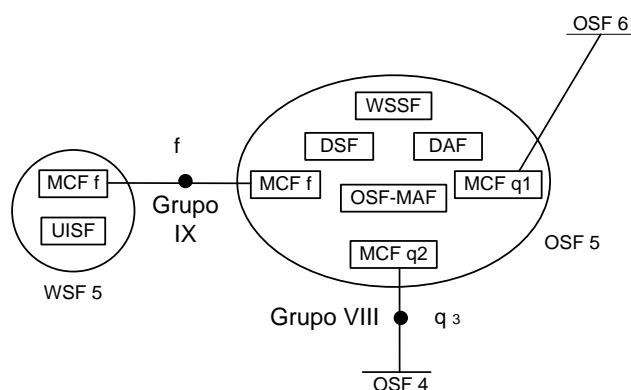 OSF 6
WSSF
f
DSF
DAF
MCF f
MCF f
MCF q1
Grupo
IX
OSF-MAF
UISF
OSF 5
MCF q2
WSF 5
Grupo VIII
q 3
OSF 4